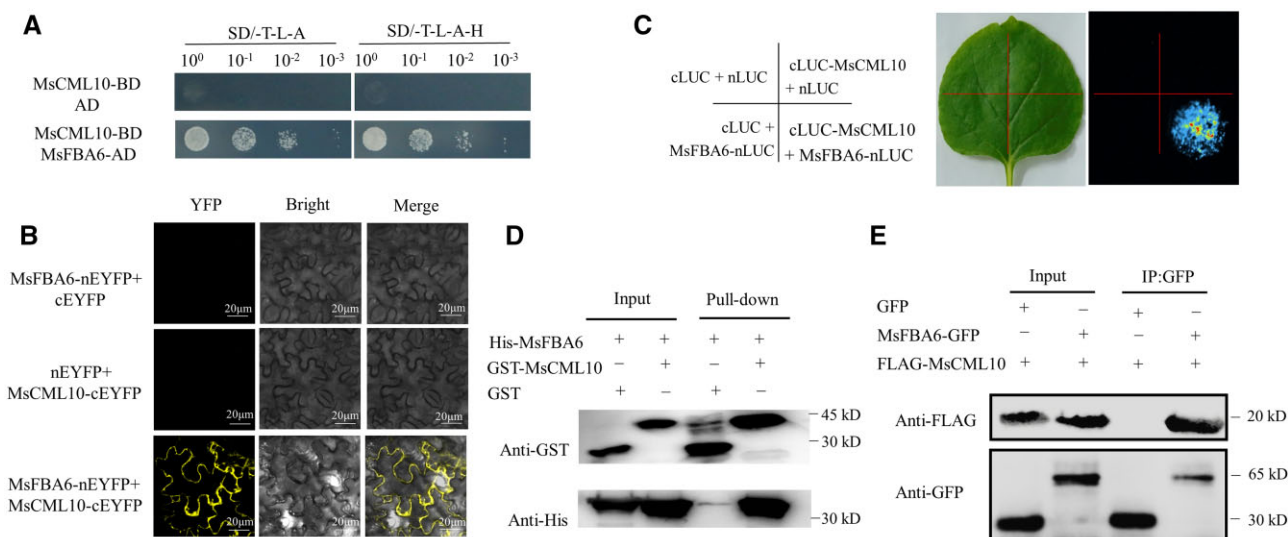 A
SD/-T-L-A
SD/-T-L-A-H
10⁰ 10⁻¹ 10⁻² 10⁻³ 10⁰ 10⁻¹ 10⁻² 10⁻³
MsCML10-BD
AD
MsCML10-BD
MsFBA6-AD
B
YFP Bright Merge
MsFBA6-nEYFP+
cEYFP
20μm 20μm 20μm
nEYFP+
MsCML10-cEYFP
20μm 20μm 20μm
MsFBA6-nEYFP+
MsCML10-cEYFP
20μm 20μm 20μm
C
cLUC + nLUC
cLUC-MsCML10
+ nLUC
cLUC +
MsFBA6-nLUC
cLUC-MsCML10
+ MsFBA6-nLUC
D
Input Pull-down
His-MsFBA6 + + + +
GST-MsCML10 − + − +
GST + − + −
Anti-GST
45 kD
30 kD
Anti-His
30 kD
E
Input IP:GFP
GFP + − + −
MsFBA6-GFP − + − +
FLAG-MsCML10 + + + +
Anti-FLAG
20 kD
Anti-GFP
65 kD
30 kD